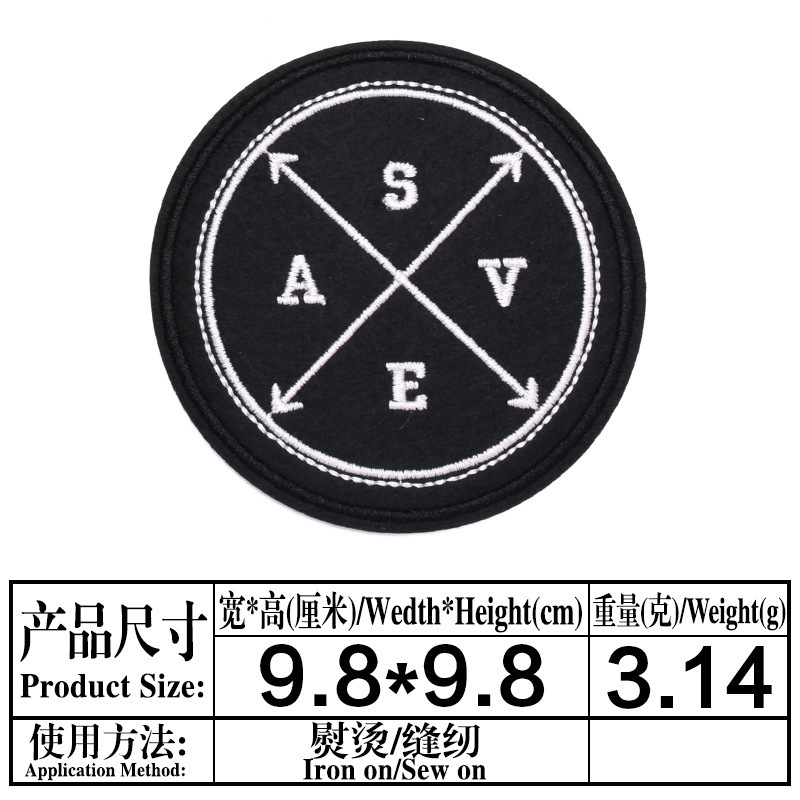 S
A V
E
产品尺寸
Product Size:
宽*高(厘米)/Wedth*Height(cm)
重量(克)/Weight(g)
9.8*9.8
3.14
使用方法:
Application Method:
熨烫/缝纫
Iron on/Sew on